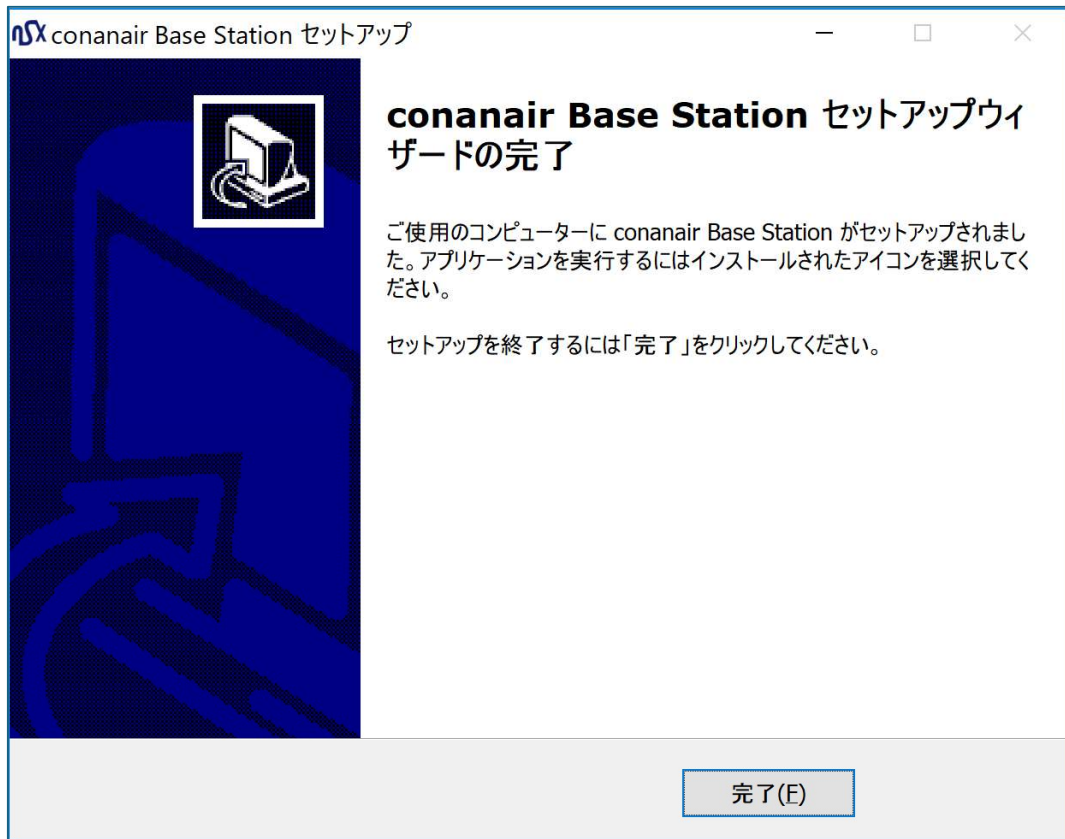 nsx conanair Base Station セットアップ
conanair Base Station セットアップウィ
ザードの完了
ご使用のコンピューターに conanair Base Station がセットアップされまし
た。アプリケーションを実行するにはインストールされたアイコンを選択してく
ださい。
セットアップを終了するには「完了」をクリックしてください。
完了(F)